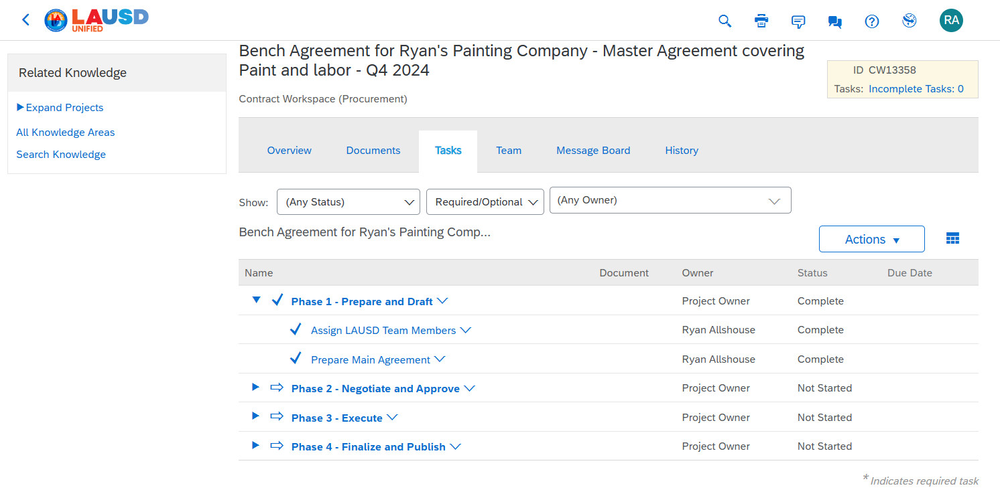 LAUSD
UNIFIED
RA
Related Knowledge
Expand Projects
All Knowledge Areas
Search Knowledge
Bench Agreement for Ryan's Painting Company - Master Agreement covering
Paint and labor - Q4 2024
Contract Workspace (Procurement)
ID CW13358
Tasks: Incomplete Tasks: 0
Overview Documents Tasks Team Message Board History
Show: (Any Status) Required/Optional (Any Owner)
Bench Agreement for Ryan's Painting Comp...
Actions
Name Document Owner Status Due Date
Phase 1 - Prepare and Draft Project Owner Complete
Assign LAUSD Team Members Ryan Allshouse Complete
Prepare Main Agreement Ryan Allshouse Complete
Phase 2 - Negotiate and Approve Project Owner Not Started
Phase 3 - Execute Project Owner Not Started
Phase 4 - Finalize and Publish Project Owner Not Started
* Indicates required task